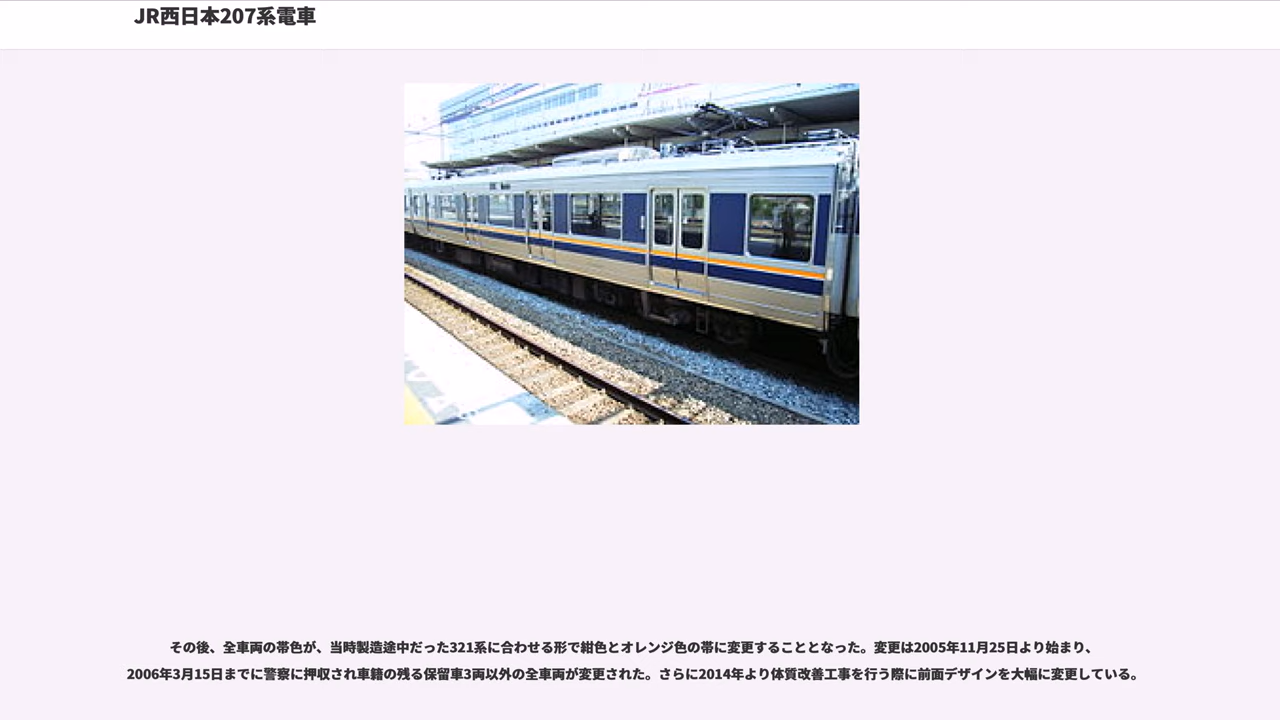 JR西日本207系電車
その後、全車両の帯色が、当時製造途中だった321系に合わせる形で紺色とオレンジ色の帯に変更することとなった。変更は2005年11月25日より始まり、
2006年3月15日までに警察に押収され車籍の残る保留車3両以外の全車両が変更された。さらに2014年より体質改善工事を行う際に前面デザインを大幅に変更している。